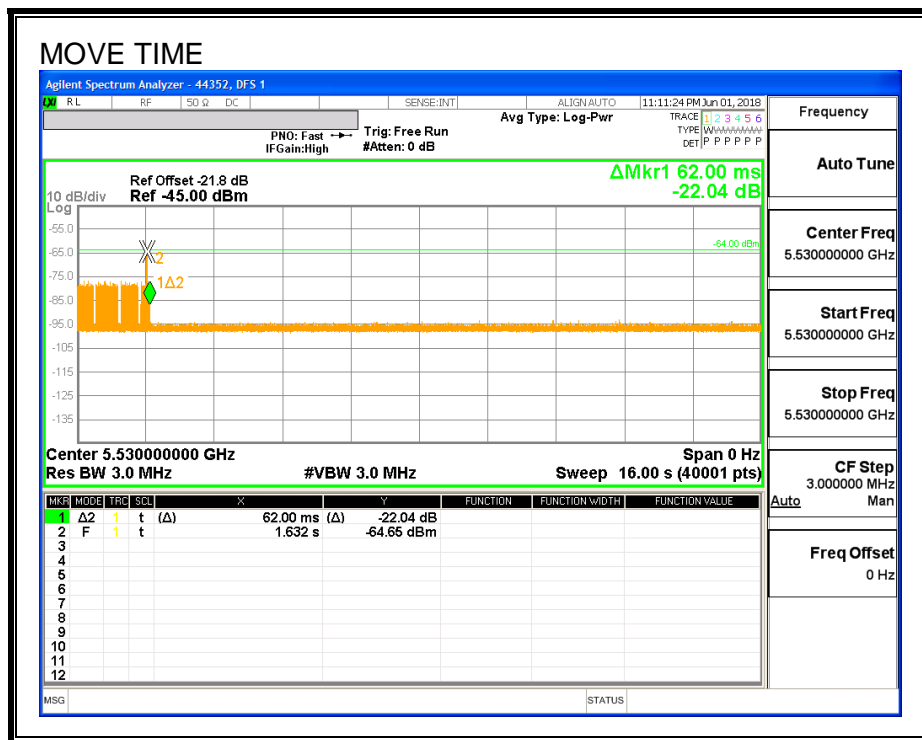 MOVE TIME
Agilent Spectrum Analyzer - 44352, DFS 1
LXI RL RF 50 Ω DC SENSE:INT ALIGN AUTO 11:11:24 PM Jun 01, 2018
Frequency
PNO: Fast
IFGain:High
Trig: Free Run
#Atten: 0 dB
Avg Type: Log-Pwr
TRACE 1 2 3 4 5 6
TYPE W
DET P P P P P P
Auto Tune
ΔMkr1 62.00 ms
-22.04 dB
Ref Offset -21.8 dB
10 dB/div Ref -45.00 dBm
Log
-55.0
-65.0
-75.0
-85.0
-95.0
-105
-115
-125
-135
-64.00 dBm
2
1Δ2
Center Freq
5.530000000 GHz
Start Freq
5.530000000 GHz
Stop Freq
5.530000000 GHz
Center 5.530000000 GHz Span 0 Hz
Res BW 3.0 MHz #VBW 3.0 MHz Sweep 16.00 s (40001 pts)
CF Step
3.000000 MHz
Auto Man
MKR MODE TRC SCL X Y FUNCTION FUNCTION WIDTH FUNCTION VALUE
1 Δ2 1 t (Δ) 62.00 ms (Δ) -22.04 dB
2 F 1 t 1.632 s -64.65 dBm
3
4
5
6
7
8
9
10
11
12
Freq Offset
0 Hz
MSG STATUS